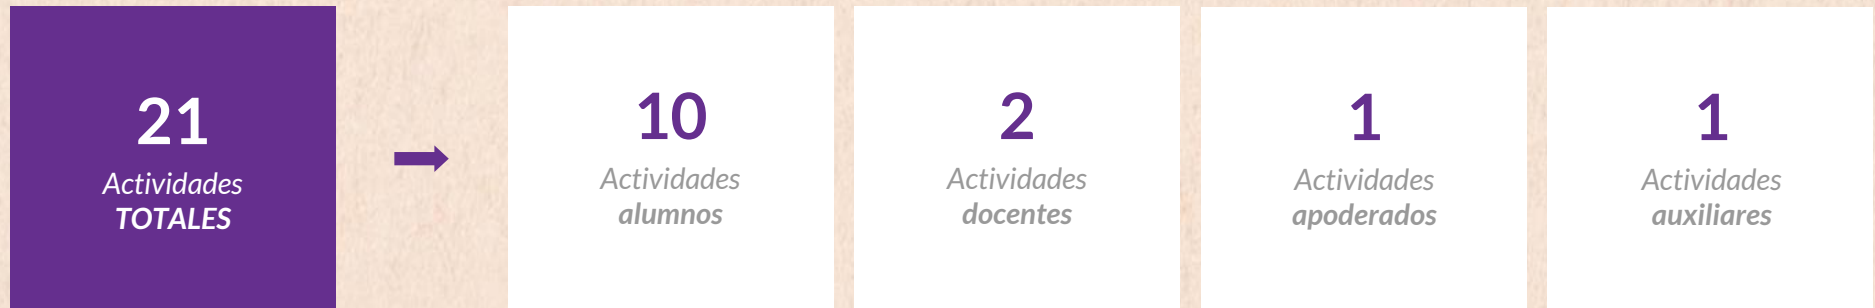 21
Actividades
TOTALES
10
Actividades
alumnos
2
Actividades
docentes
1
Actividades
apoderados
1
Actividades
auxiliares